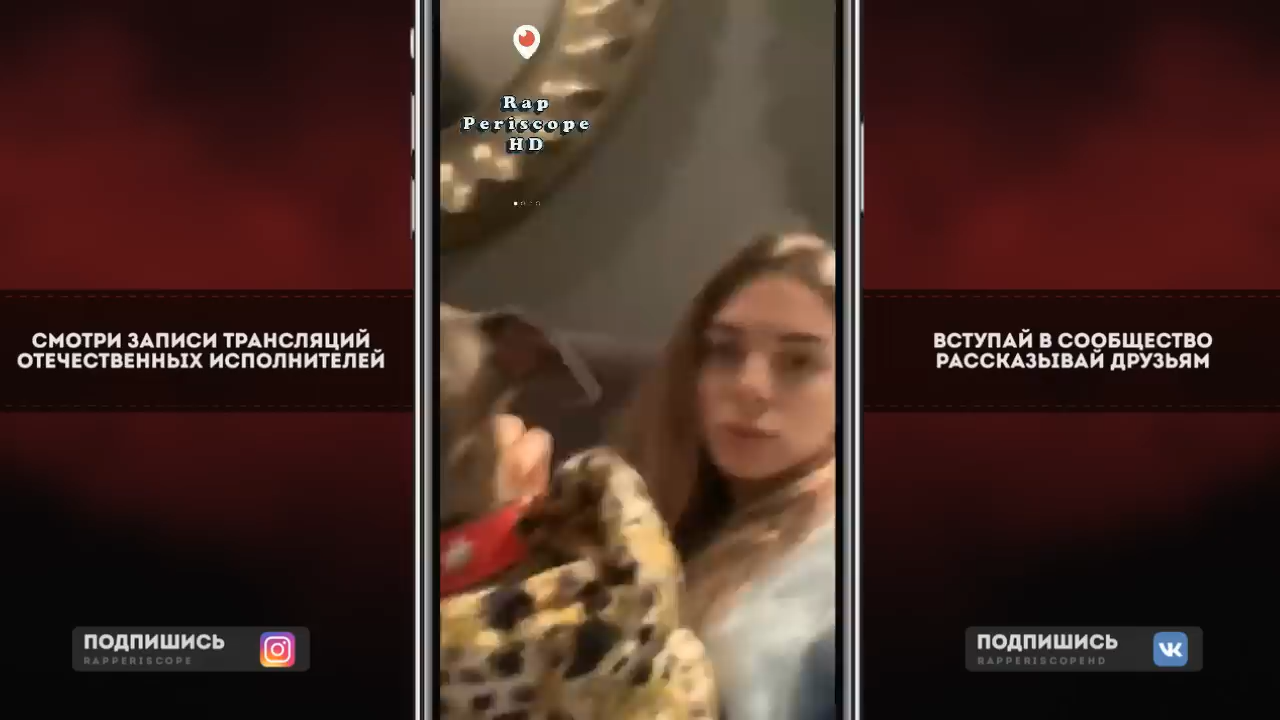 Rap
Periscope
HD
СМОТРИ ЗАПИСИ ТРАНСЛЯЦИЙ
ОТЕЧЕСТВЕННЫХ ИСПОЛНИТЕЛЕЙ
ВСТУПАЙ В СООБЩЕСТВО
РАССКАЗЫВАЙ ДРУЗЬЯМ
ПОДПИШИСЬ
RAPPERISCOPE
ПОДПИШИСЬ
RAPPERISCOPEHD